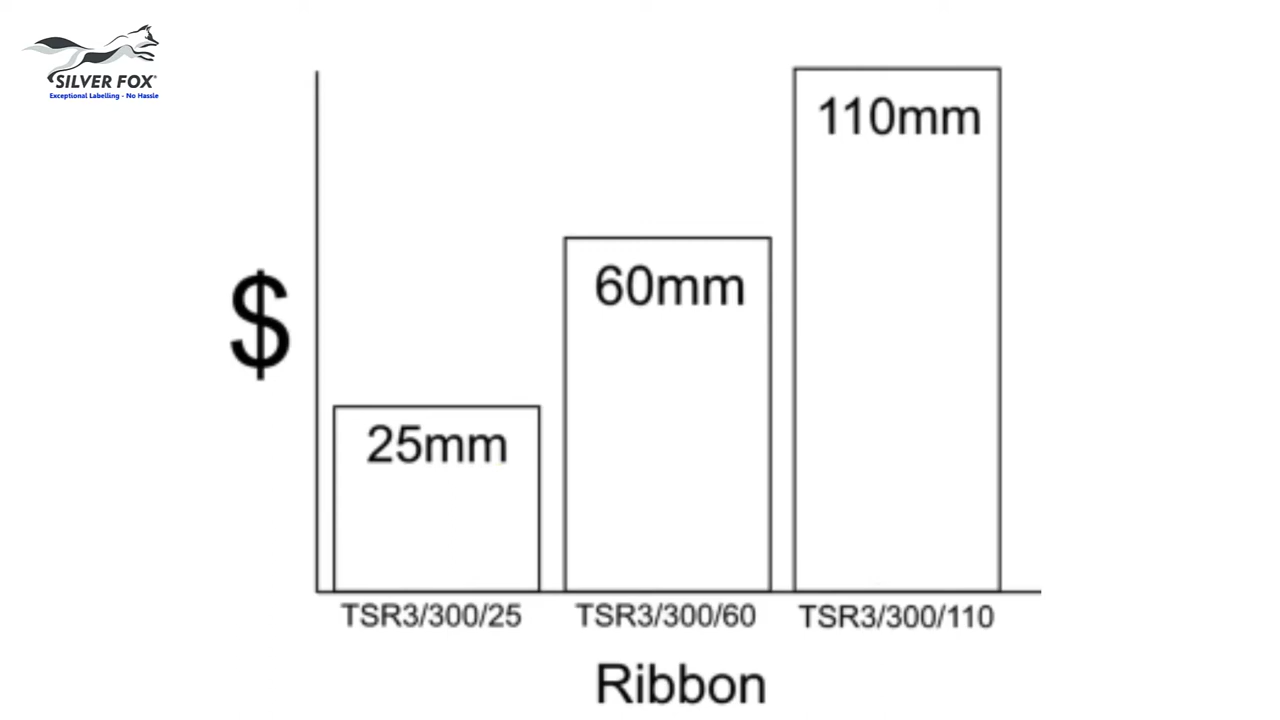 SILVER FOX®
Exceptional Labelling - No Hassle
110mm
60mm
$
25mm
TSR3/300/25
TSR3/300/60
TSR3/300/110
Ribbon